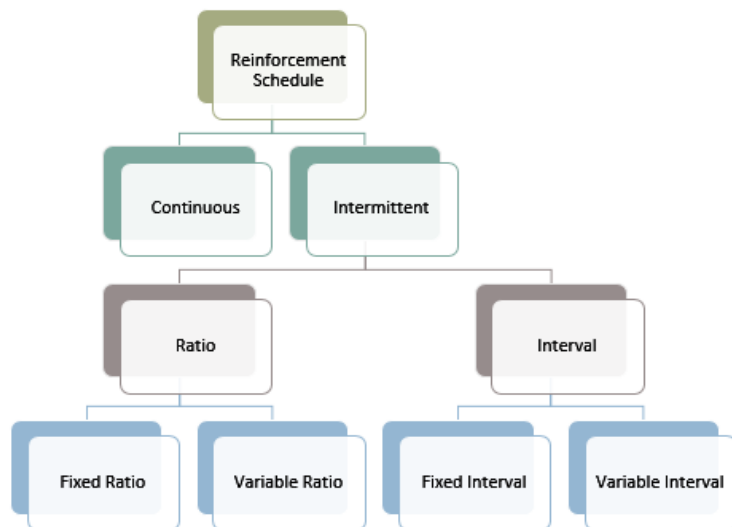 Reinforcement
Schedule
Continuous
Intermittent
Ratio
Interval
Fixed Ratio
Variable Ratio
Fixed Interval
Variable Interval